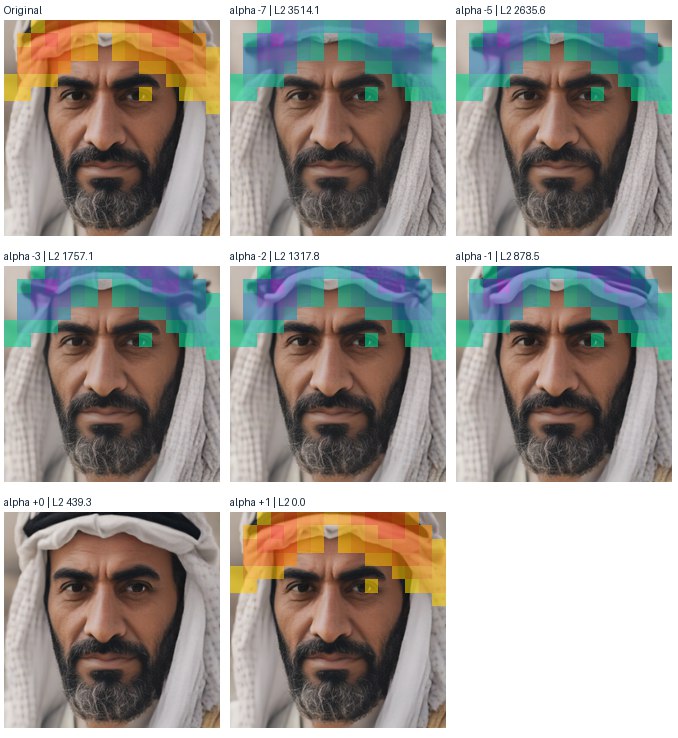 Original
alpha -7 | L2 3514.1
alpha -5 | L2 2635.6
alpha -3 | L2 1757.1
alpha -2 | L2 1317.8
alpha -1 | L2 878.5
alpha +0 | L2 439.3
alpha +1 | L2 0.0